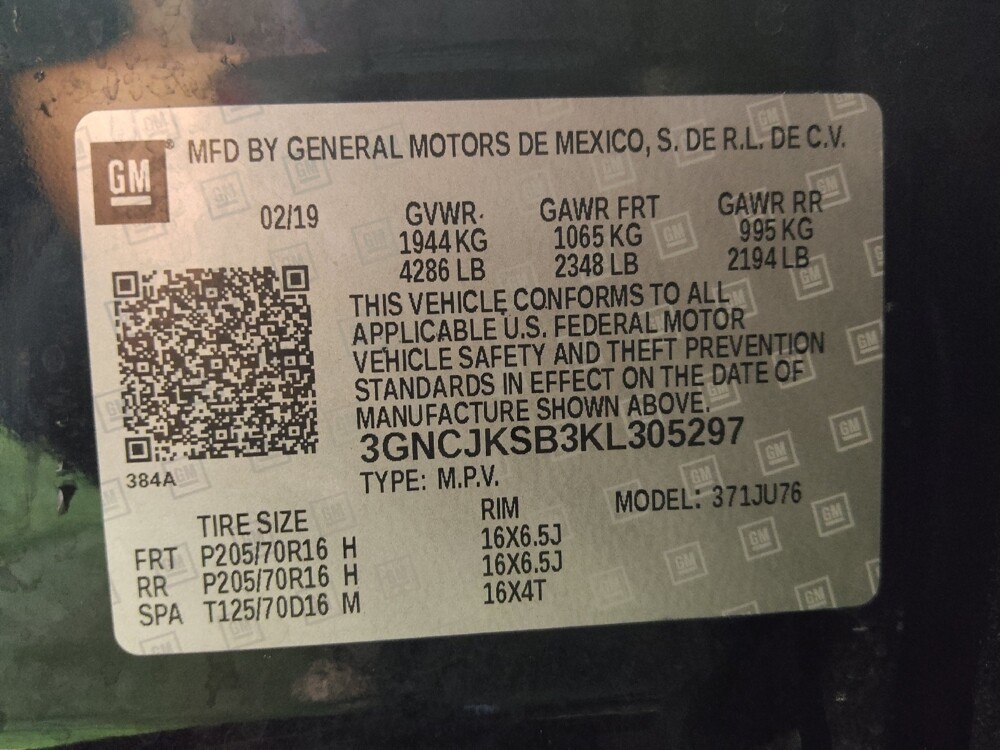 GM
MFD BY GENERAL MOTORS DE MEXICO, S. DE R.L. DE C.V.
02/19 GVWR GAWR FRT GAWR RR
1944 KG 1065 KG 995 KG
4286 LB 2348 LB 2194 LB
THIS VEHICLE CONFORMS TO ALL
APPLICABLE U.S. FEDERAL MOTOR
VEHICLE SAFETY AND THEFT PREVENTION
STANDARDS IN EFFECT ON THE DATE OF
MANUFACTURE SHOWN ABOVE.
3GNCJKSB3KL305297
384A
TYPE: M.P.V.
MODEL: 371JU76
TIRE SIZE RIM
FRT P205/70R16 H 16X6.5J
RR P205/70R16 H 16X6.5J
SPA T125/70D16 M 16X4T